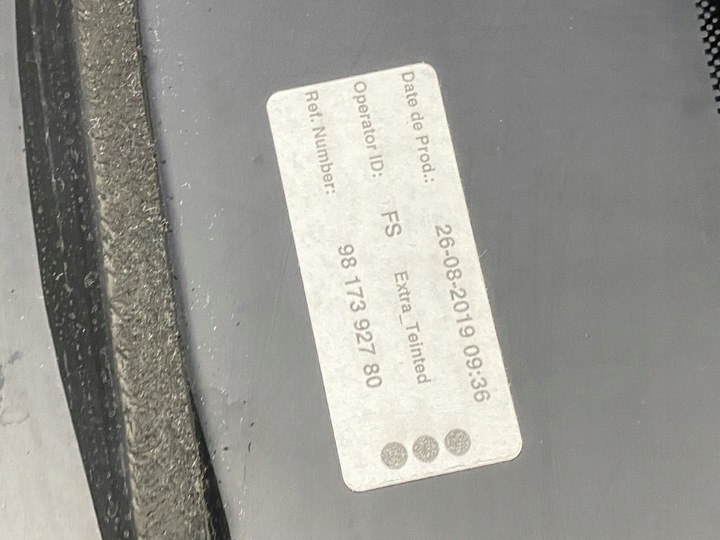 Date de Prod.: 26-08-2019 09:36
Operator ID: FS Extra_Teinted
Ref. Number: 98 173 927 80